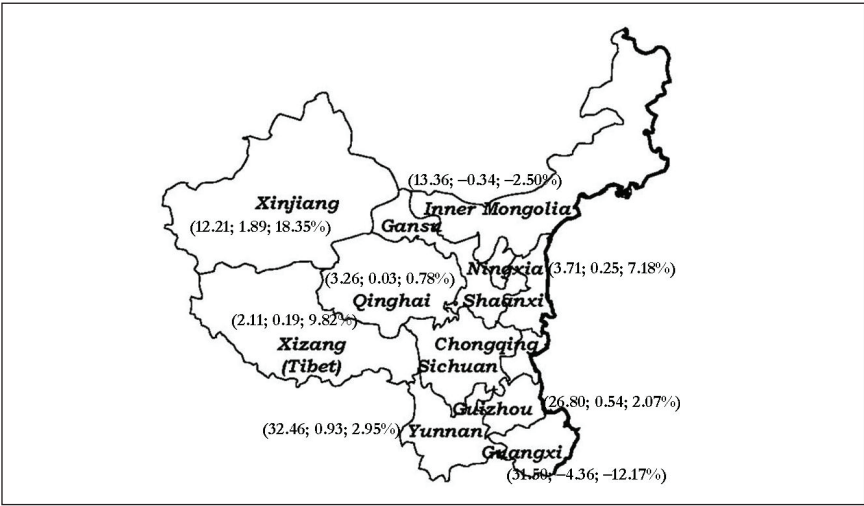 (13.36; –0.34; –2.50%)
Xinjiang
Inner Mongolia
(12.21; 1.89; 18.35%)
Gansu
Ningxia
(3.71; 0.25; 7.18%)
(3.26; 0.03; 0.78%)
Qinghai
Shaanxi
(2.11; 0.19; 9.82%)
Xizang
(Tibet)
Chongqing
Sichuan
Guizhou
(26.80; 0.54; 2.07%)
(32.46; 0.93; 2.95%)
Yunnan
Guangxi
(31.50; –4.36; –12.17%)